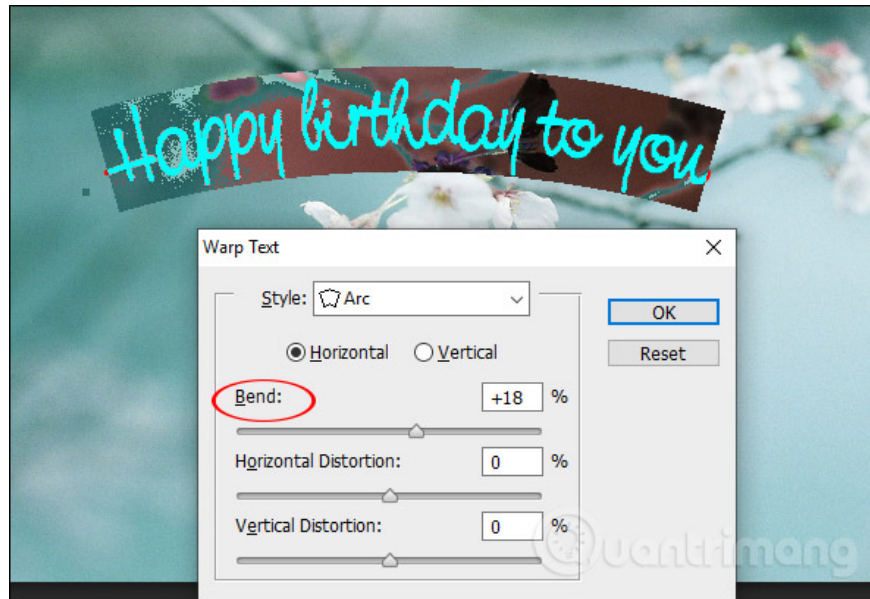 Happy birthday to you
Warp Text
Style: Arc
OK
Horizontal Vertical
Reset
Bend: +18 %
Horizontal Distortion: 0 %
Vertical Distortion: 0 %
Quantrimang